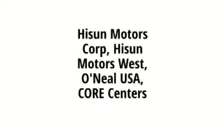 Hisun Motors
Corp, Hisun
Motors West,
O'Neal USA,
CORE Centers